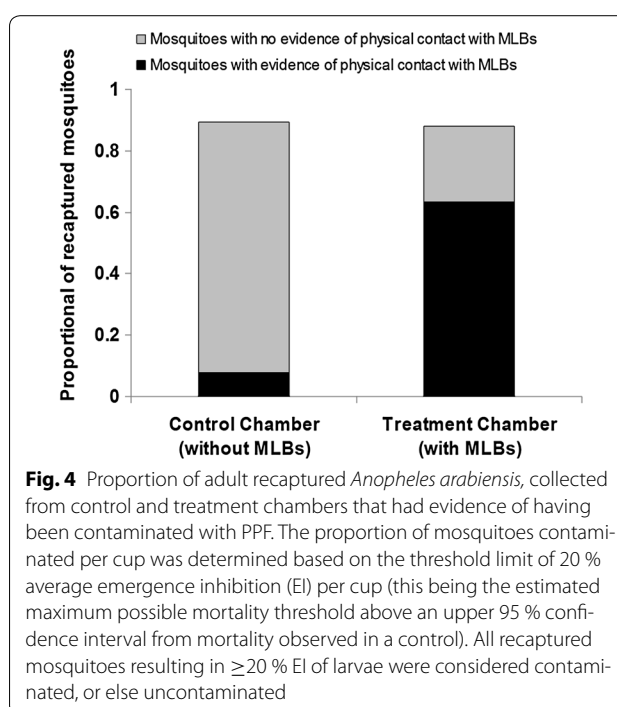 Mosquitoes with no evidence of physical contact with MLBs
Mosquitoes with evidence of physical contact with MLBs
Proportional of recaptured mosquitoes
1
0.8
0.6
0.4
0.2
0
Control Chamber
(without MLBs)
Treatment Chamber
(with MLBs)
Fig. 4 Proportion of adult recaptured Anopheles arabiensis, collected
from control and treatment chambers that had evidence of having
been contaminated with PPF. The proportion of mosquitoes contami-
nated per cup was determined based on the threshold limit of 20 %
average emergence inhibition (EI) per cup (this being the estimated
maximum possible mortality threshold above an upper 95 % confi-
dence interval from mortality observed in a control). All recaptured
mosquitoes resulting in ≥20 % EI of larvae were considered contami-
nated, or else uncontaminated